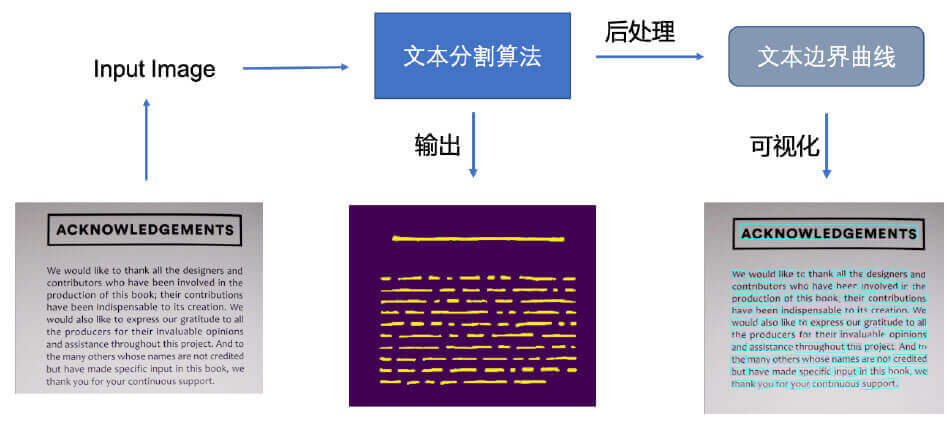 Input Image
文本分割算法
后处理
文本边界曲线
输出
可视化
ACKNOWLEDGEMENTS
We would like to thank all the designers and
contributors who have been involved in the
production of this book; their contributions
have been indispensable to its creation. We
would also like to express our gratitude to all
the producers for their invaluable opinions
and assistance throughout this project. And to
the many others whose names are not credited
but have made specific input in this book, we
thank you for your continuous support.
ACKNOWLEDGEMENTS
We would like to thank all the designers and
contributors who have been involved in the
production of this book; their contributions
have been indispensable to its creation. We
would also like to express our gratitude to all
the producers for their invaluable opinions
and assistance throughout this project. And to
the many others whose names are not credited
but have made specific input in this book, we
thank you for your continuous support.